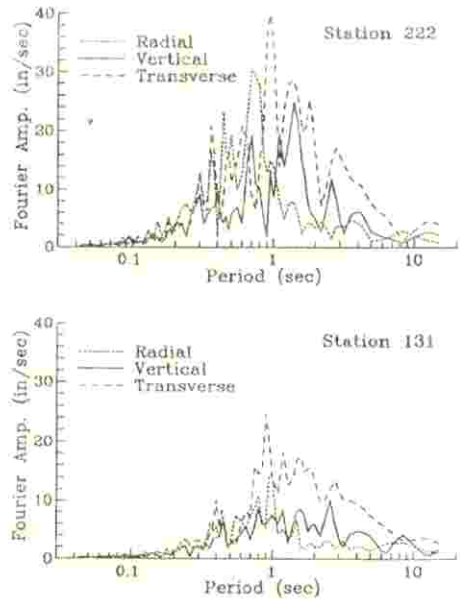 40
30
20
10
0
Fourier Amp. (in/sec)
Radial
Vertical
Transverse
Station 222
0.1
1
10
Period (sec)
40
30
20
10
0
Fourier Amp. (in/sec)
Radial
Vertical
Transverse
Station 131
0.1
1
10
Period (sec)